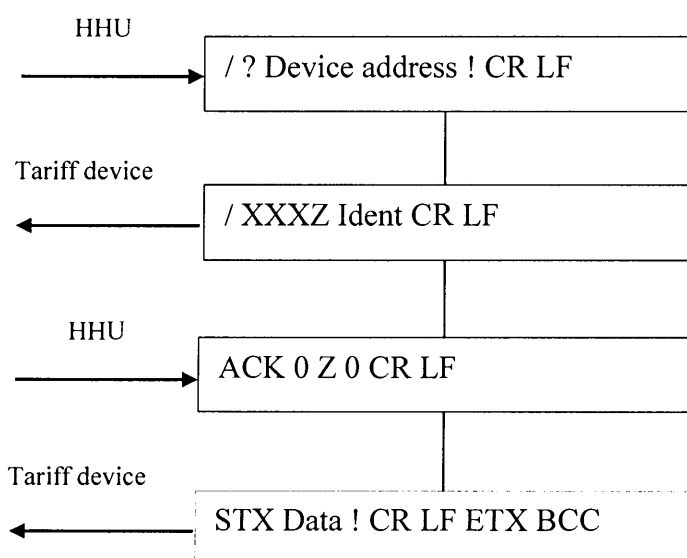 HHU
/ ? Device address ! CR LF
Tariff device
/ XXXZ Ident CR LF
HHU
ACK 0 Z 0 CR LF
Tariff device
STX Data ! CR LF ETX BCC